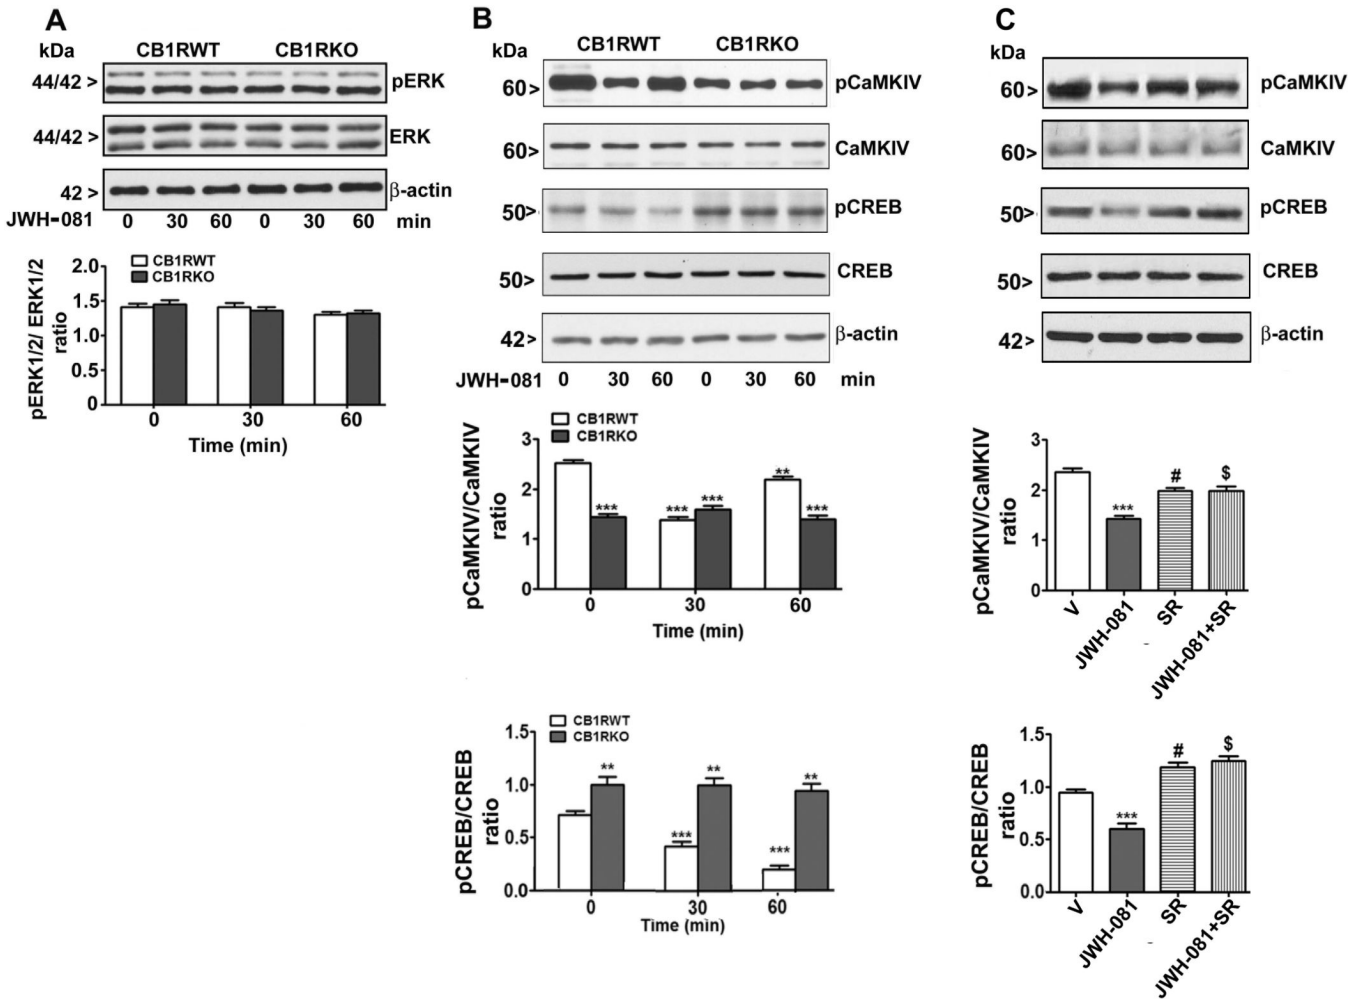 A
kDa CB1RWT CB1RKO
44/42 > pERK
44/42 > ERK
42 > β-actin
JWH-081 0 30 60 0 30 60 min
CB1RWT
CB1RKO
pERK1/2/ ERK1/2
ratio
2.0
1.5
1.0
0.5
0
0 30 60
Time (min)
B
kDa CB1RWT CB1RKO
60> pCaMKIV
60> CaMKIV
50> pCREB
50> CREB
42> β-actin
JWH-081 0 30 60 0 30 60 min
CB1RWT
CB1RKO
pCaMKIV/CaMKIV
ratio
3
2
1
0
*** *** *** ** ***
0 30 60
Time (min)
CB1RWT
CB1RKO
pCREB/CREB
ratio
1.5
1.0
0.5
0.0
** *** ** *** **
0 30 60
Time (min)
C
kDa
60> pCaMKIV
60> CaMKIV
50> pCREB
50> CREB
42> β-actin
pCaMKIV/CaMKIV
ratio
3
2
1
0
*** # $
V JWH-081 SR JWH-081+SR
pCREB/CREB
ratio
1.5
1.0
0.5
0.0
*** # $
V JWH-081 SR JWH-081+SR